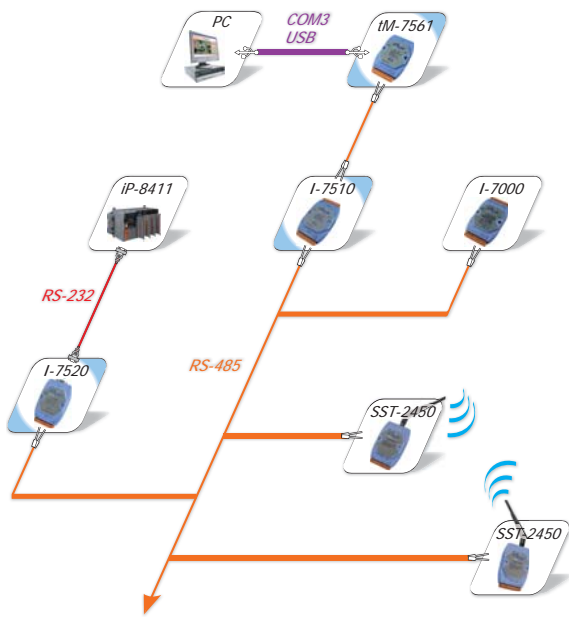 PC
COM3
USB
tM-7561
iP-8411
I-7510
I-7000
RS-232
I-7520
RS-485
SST-2450
SST-2450